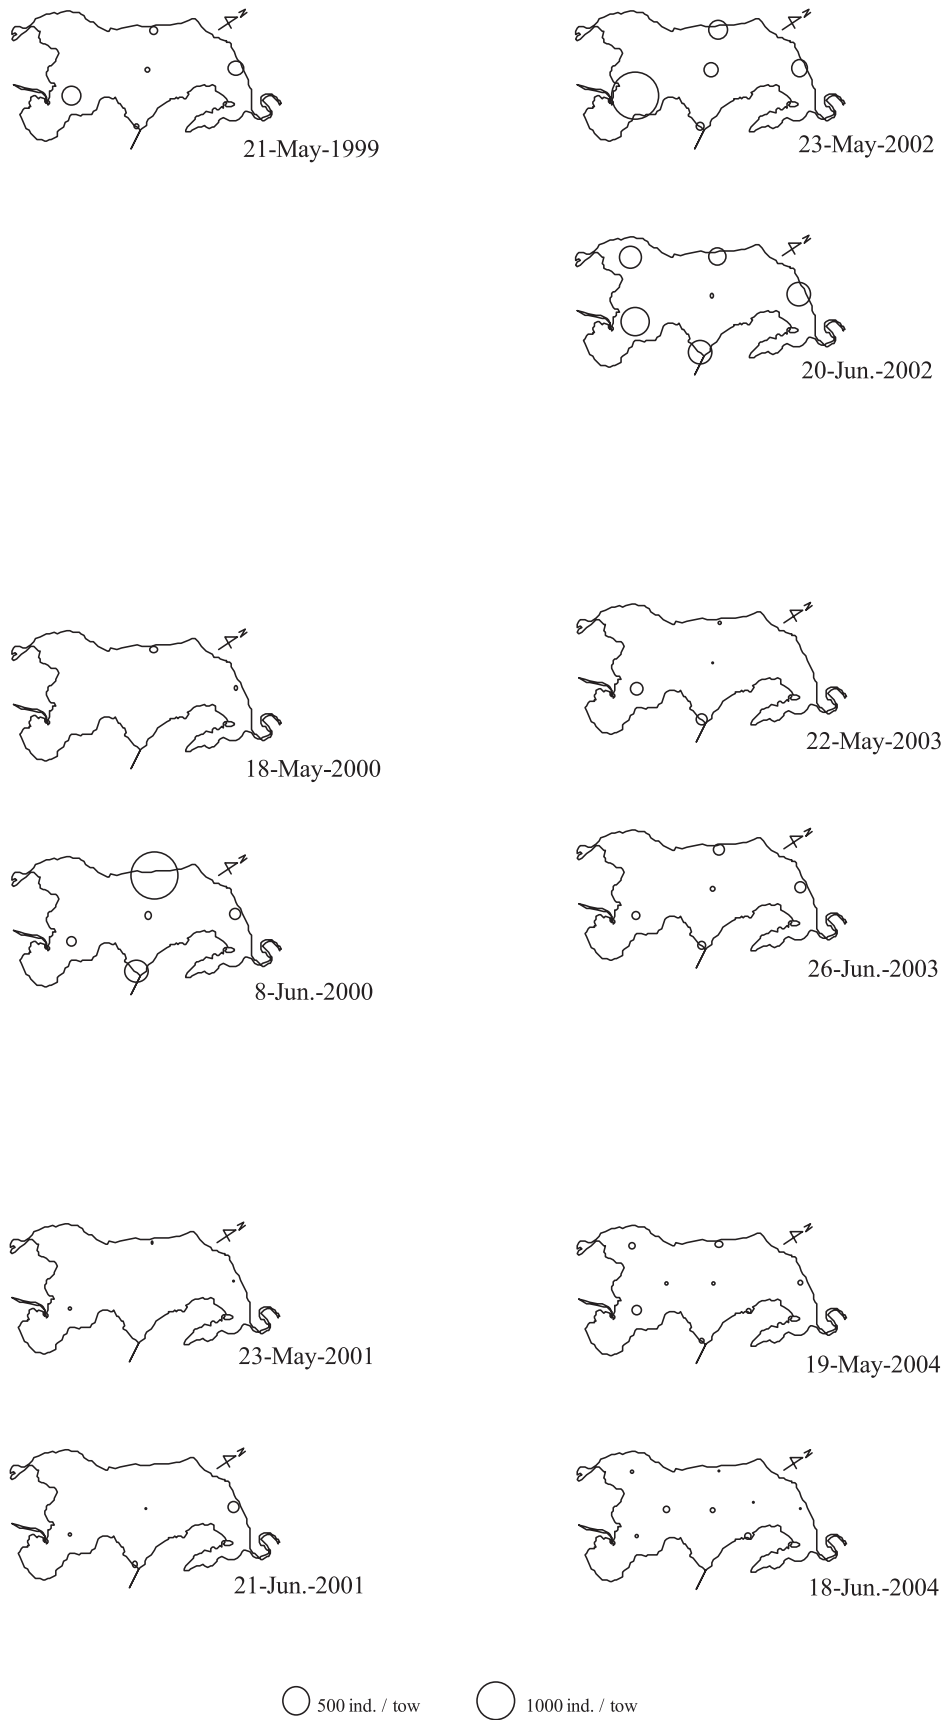 N
21-May-1999
N
23-May-2002
N
20-Jun.-2002
N
18-May-2000
N
22-May-2003
N
8-Jun.-2000
N
26-Jun.-2003
N
23-May-2001
N
19-May-2004
N
21-Jun.-2001
N
18-Jun.-2004
500 ind. / tow
1000 ind. / tow